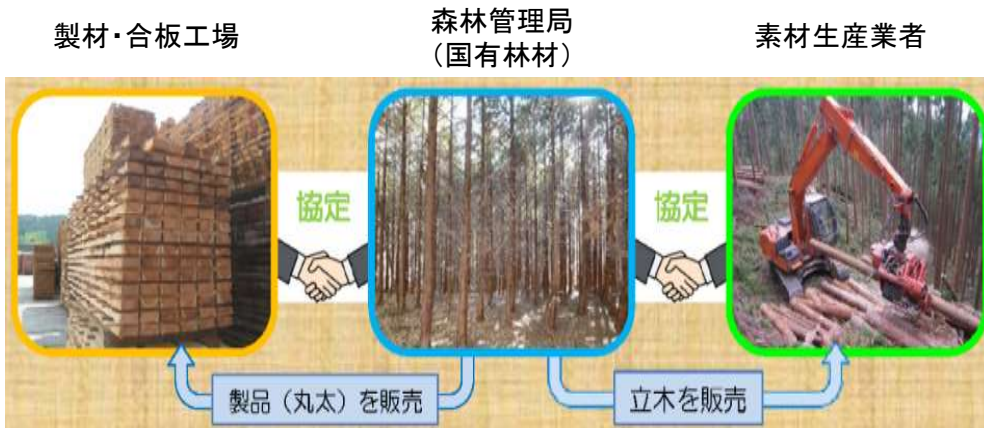 製材・合板工場
森林管理局
（国有林材）
素材生産業者
協定
協定
製品（丸太）を販売
立木を販売